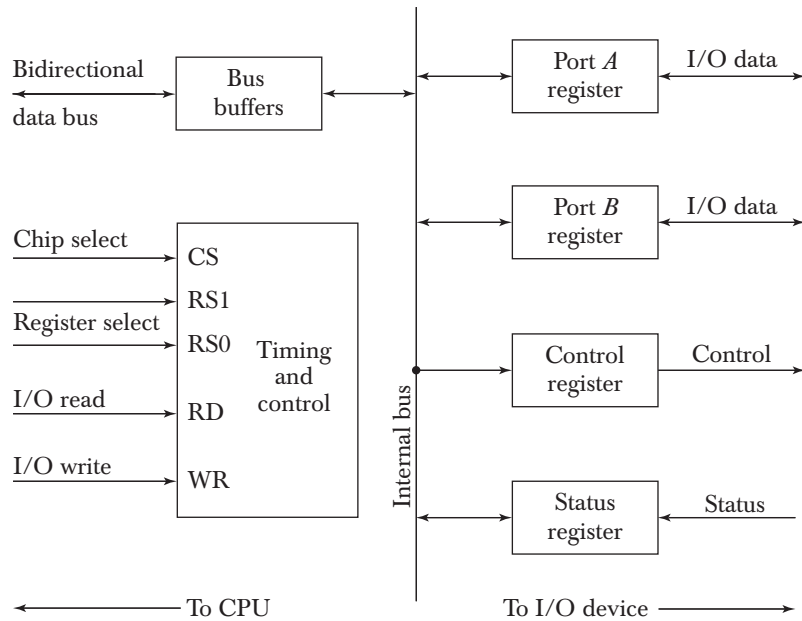 Bidirectional
data bus
Bus
buffers
Port A
register
I/O data
Port B
register
I/O data
Chip select
CS
RS1
Register select
RS0
Timing
and
control
I/O read
RD
I/O write
WR
Internal bus
Control
register
Control
Status
register
Status
To CPU
To I/O device